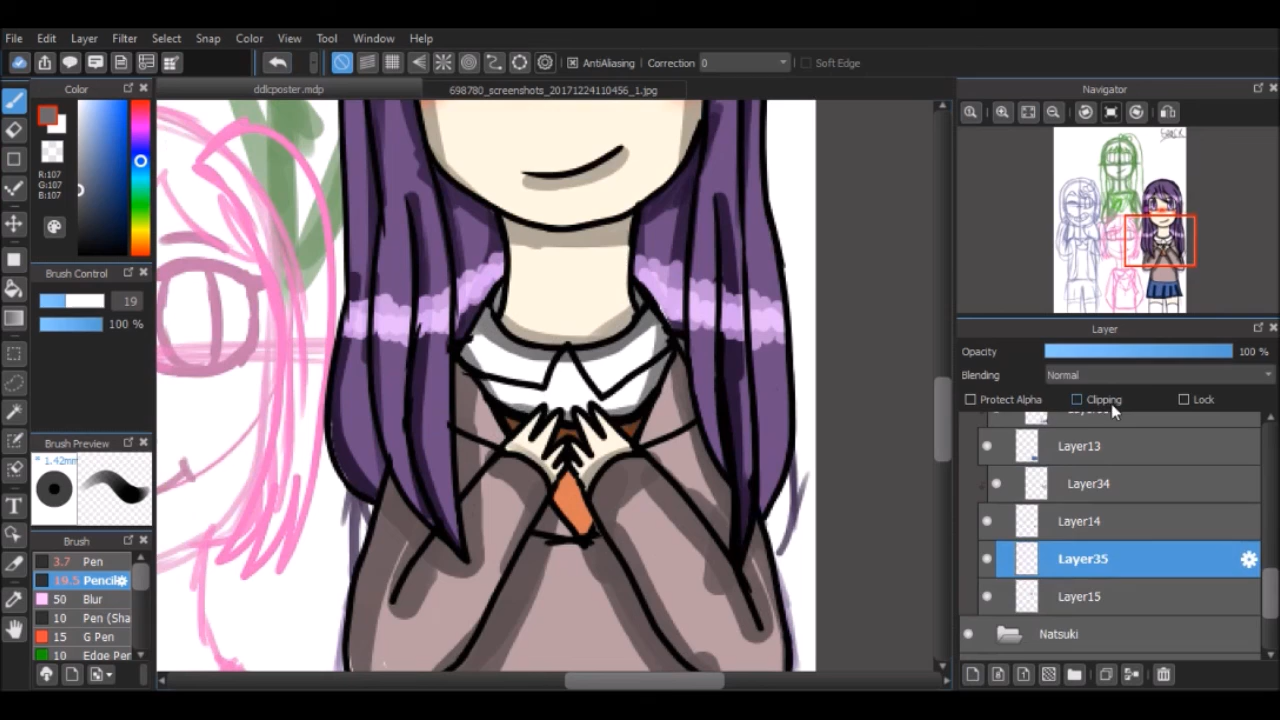 File Edit Layer Filter Select Snap Color View Tool Window Help
AntiAliasing Correction 0 Soft Edge
Color
ddlcposter.mdp
698780_screenshots_20171224110456_1.jpg
Navigator
R:107
G:107
B:107
Brush Control
19
100 %
Layer
Opacity 100 %
Blending Normal
Protect Alpha Clipping Lock
Layer13
Layer34
Layer14
Layer35
Layer15
Natsuki
Brush Preview
1.42mm
Brush
3.7 Pen
19.5 Pencil
50 Blur
10 Pen (Sha
15 G Pen
10 Edge Pen